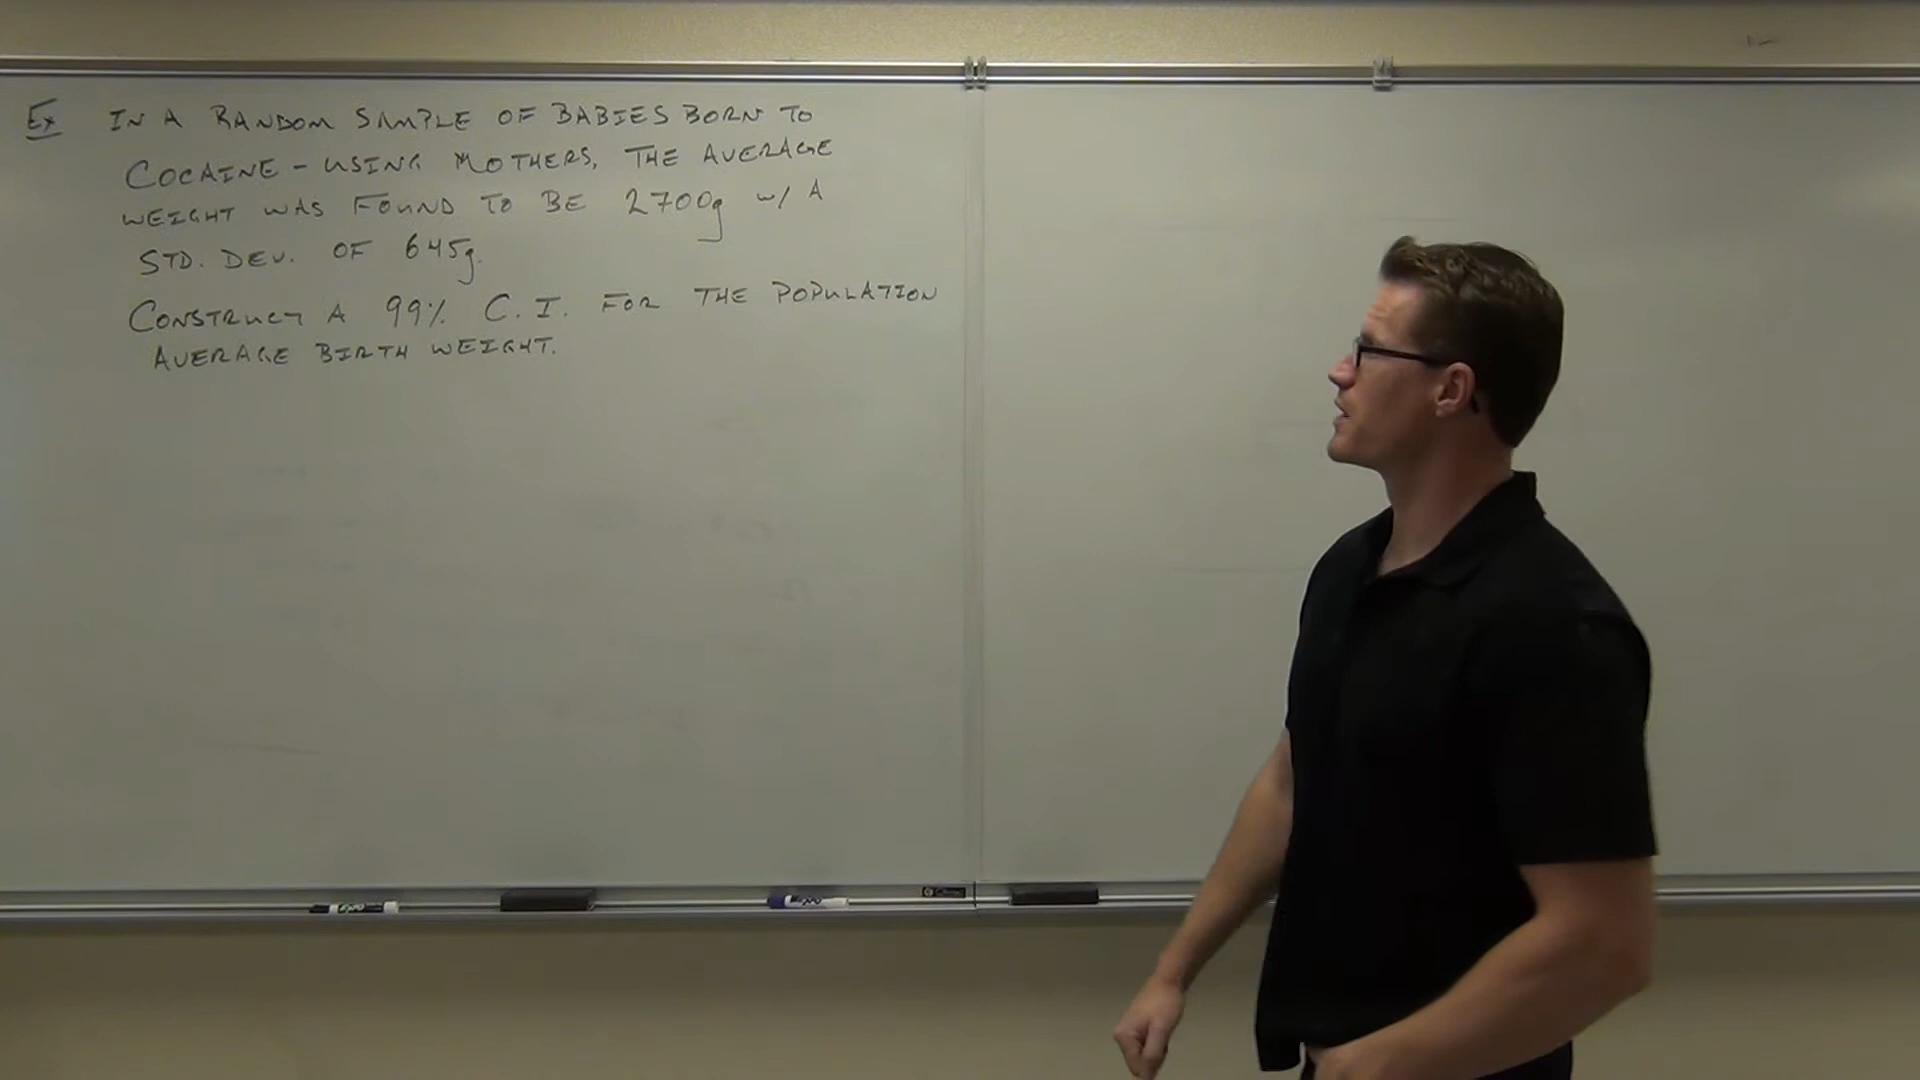 Ex IN A RANDOM SAMPLE OF BABIES BORN TO
COCAINE-USING MOTHERS, THE AVERAGE
WEIGHT WAS FOUND TO BE 2700g w/ A
STD. DEV. OF 645g.
CONSTRUCT A 99% C.I. FOR THE POPULATION
AVERAGE BIRTH WEIGHT.